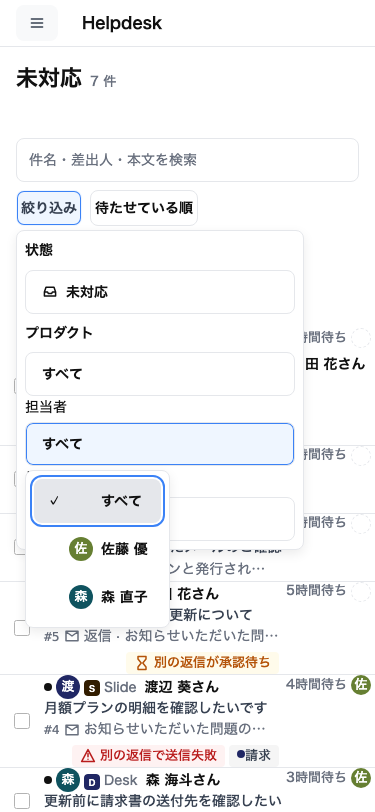 Helpdesk
未対応 7 件
件名・差出人・本文を検索
絞り込み 待たせている順
状態
未対応
プロダクト
すべて
時間待ち
田 花さん
担当者
すべて
時間待ち
✓ すべて
時間待ち
佐 佐藤 優
ンと発行され…
森 森 直子
花さん 5時間待ち
更新について
#5 返信・お知らせいただいた問…
別の返信が承認待ち
渡 S Slide 渡辺 葵さん 4時間待ち 佐
月額プランの明細を確認したいです
#4 お知らせいただいた問題の…
別の返信で送信失敗 請求
森 D Desk 森 海斗さん 3時間待ち 佐
更新前に請求書の送付先を確認したい